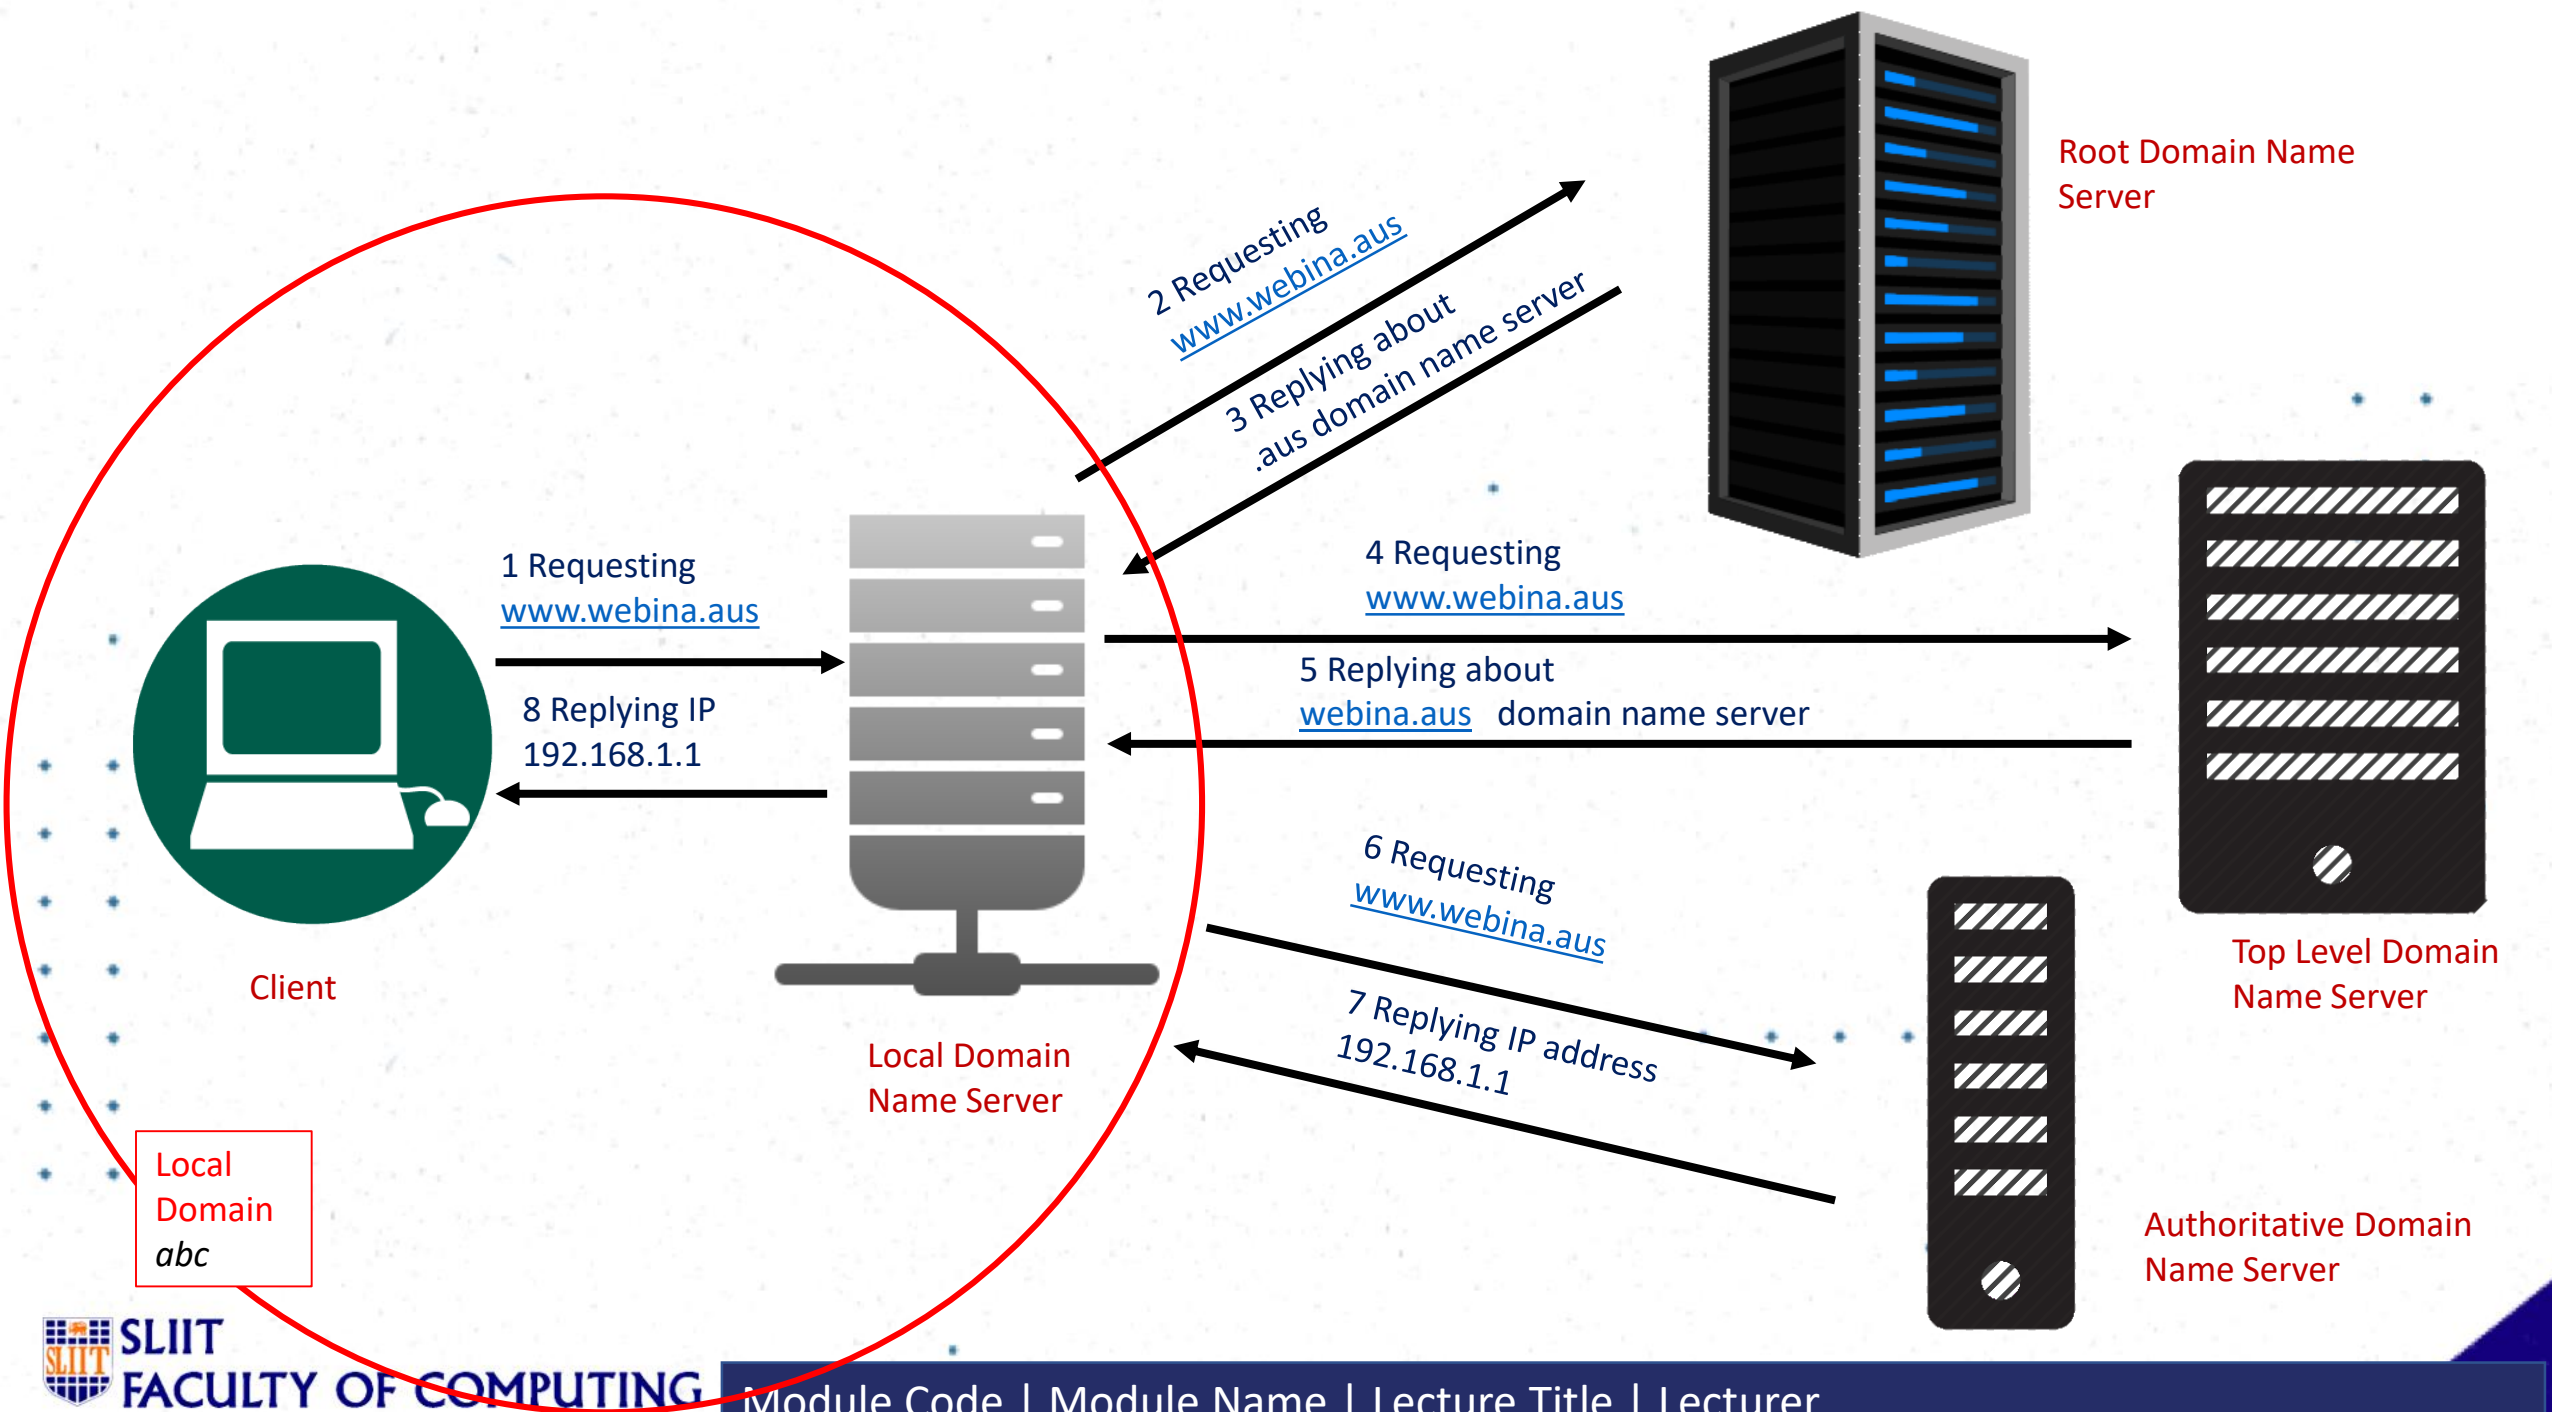 Root Domain Name
Server
2 Requesting
www.webina.aus
3 Replying about
.aus domain name server
1 Requesting
www.webina.aus
4 Requesting
www.webina.aus
5 Replying about
webina.aus domain name server
8 Replying IP
192.168.1.1
6 Requesting
www.webina.aus
7 Replying IP address
192.168.1.1
Top Level Domain
Name Server
Client
Local Domain
Name Server
Local
Domain
abc
Authoritative Domain
Name Server
SLIIT
SLIIT
FACULTY OF COMPUTING
Module Code | Module Name | Lecture Title | Lecturer